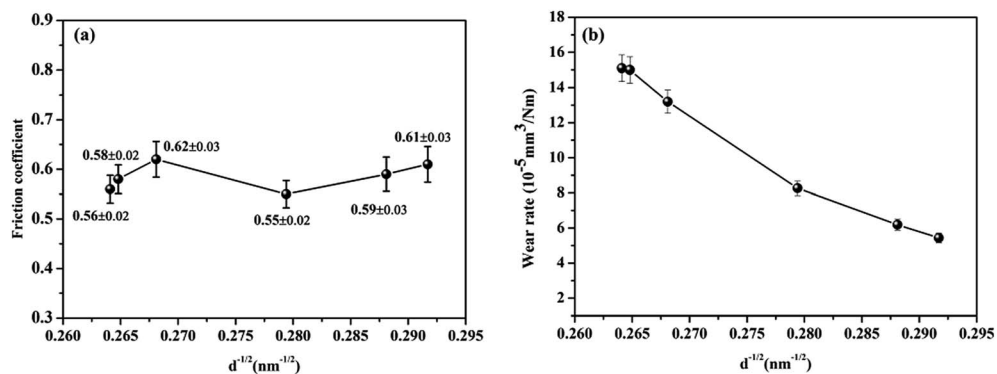 (a)
0.9
0.8
0.7
0.6
0.5
0.4
0.3
Friction coefficient
0.58±0.02
0.62±0.03
0.61±0.03
0.56±0.02
0.55±0.02
0.59±0.03
0.260 0.265 0.270 0.275 0.280 0.285 0.290 0.295
d^-1/2(nm^-1/2)
(b)
18
16
14
12
10
8
6
4
2
Wear rate (10^-5 mm^3/Nm)
0.260 0.265 0.270 0.275 0.280 0.285 0.290 0.295
d^-1/2(nm^-1/2)